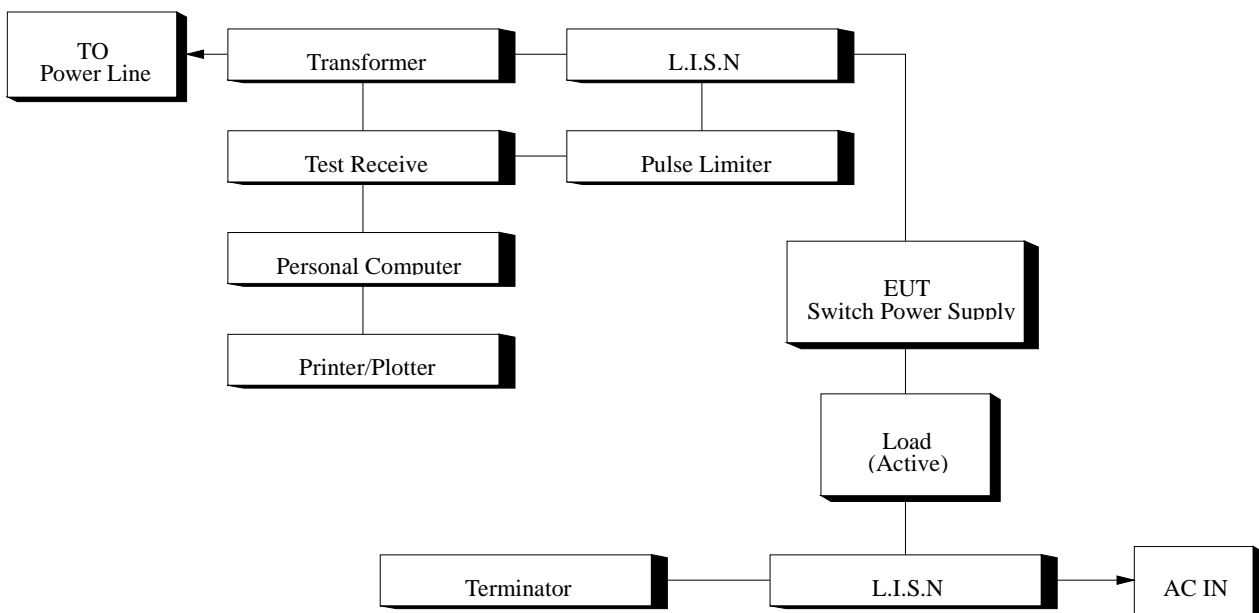 TO
Power Line
Transformer
L.I.S.N
Test Receive
Pulse Limiter
Personal Computer
EUT
Switch Power Supply
Printer/Plotter
Load
(Active)
Terminator
L.I.S.N
AC IN